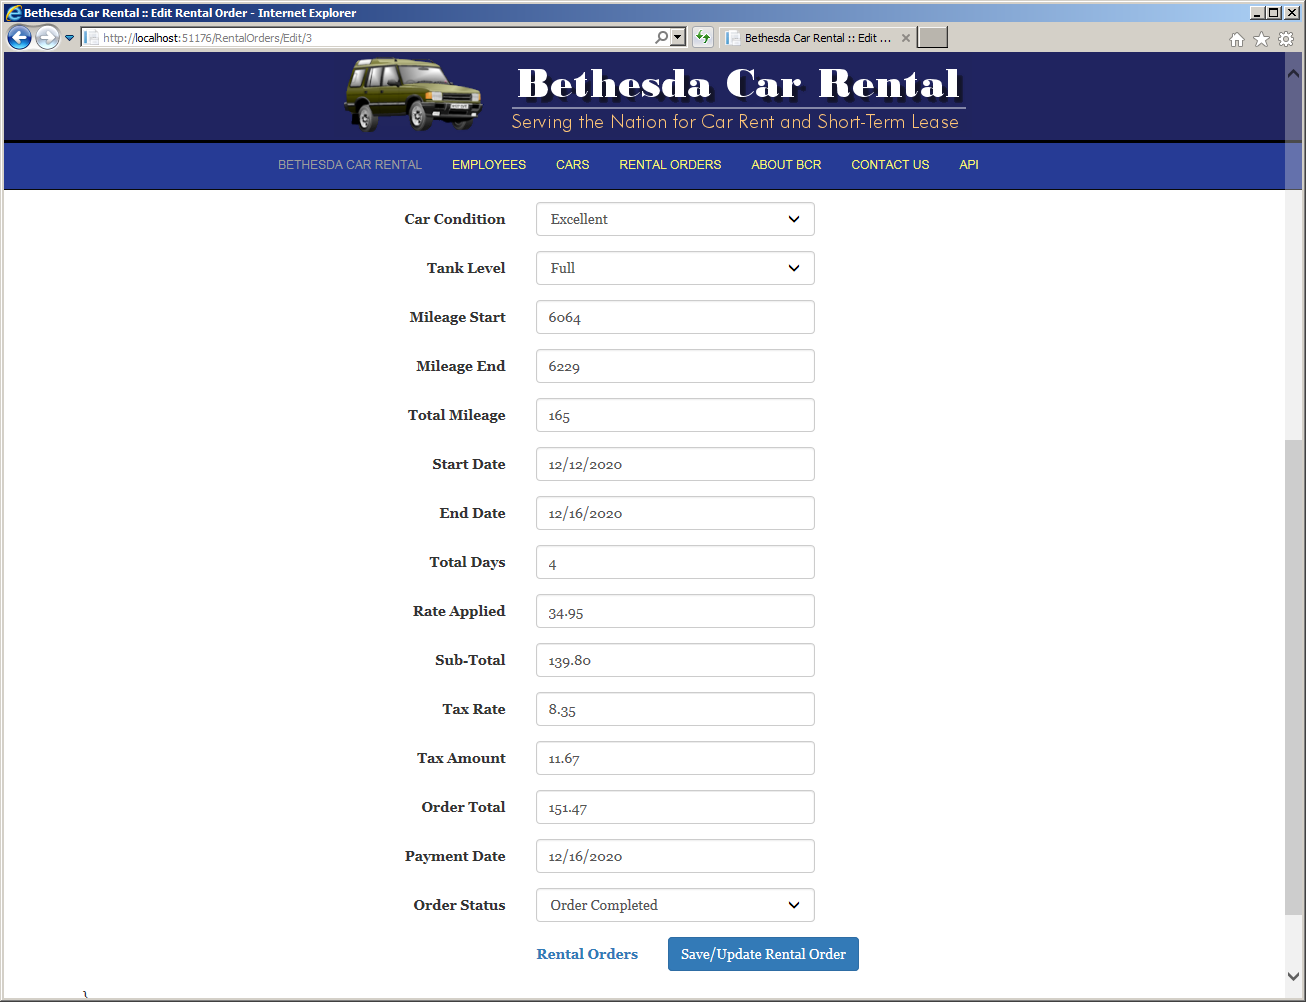 Bethesda Car Rental :: Edit Rental Order - Internet Explorer
http://localhost:51176/RentalOrders/Edit/3
Bethesda Car Rental :: Edit ...
Bethesda Car Rental
Serving the Nation for Car Rent and Short-Term Lease
BETHESDA CAR RENTAL EMPLOYEES CARS RENTAL ORDERS ABOUT BCR CONTACT US API
Car Condition Excellent
Tank Level Full
Mileage Start 6064
Mileage End 6229
Total Mileage 165
Start Date 12/12/2020
End Date 12/16/2020
Total Days 4
Rate Applied 34.95
Sub-Total 139.80
Tax Rate 8.35
Tax Amount 11.67
Order Total 151.47
Payment Date 12/16/2020
Order Status Order Completed
Rental Orders Save/Update Rental Order
}